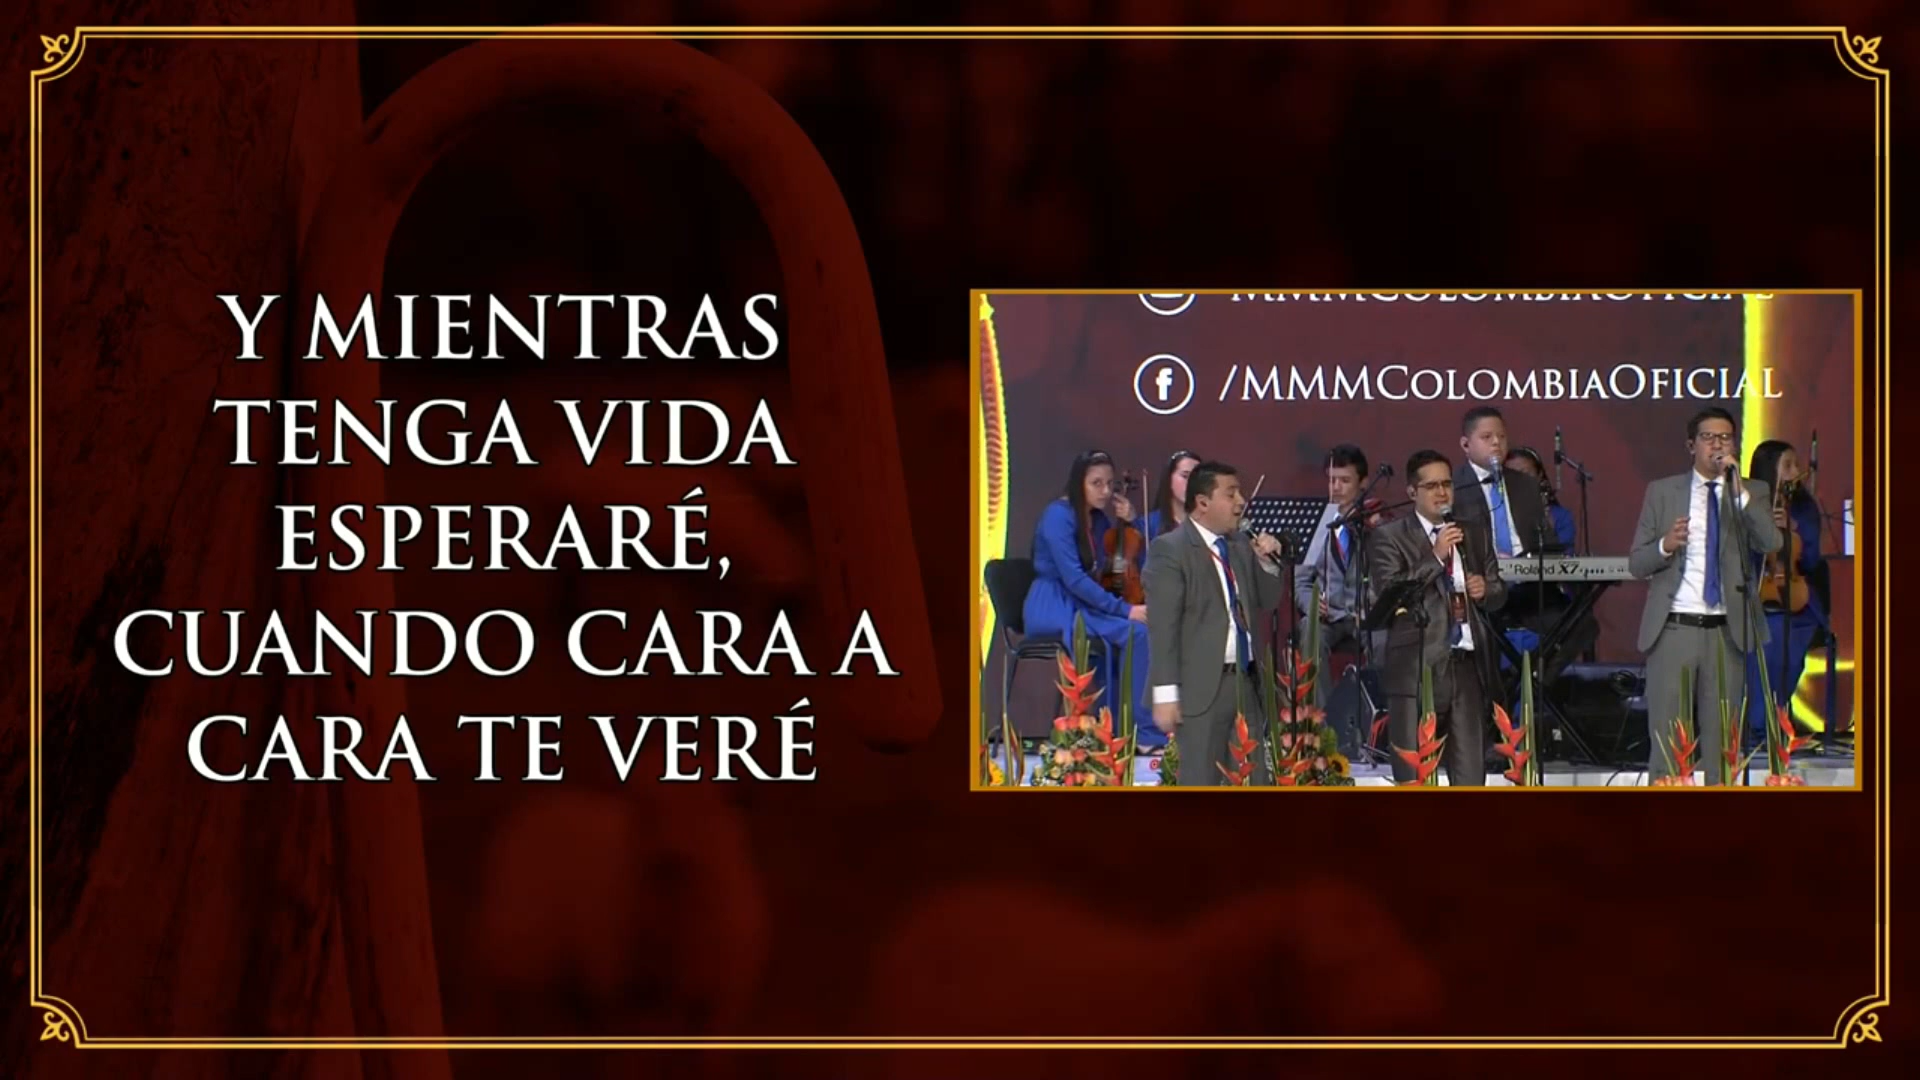 Y MIENTRAS
TENGA VIDA
ESPERARÉ,
CUANDO CARA A
CARA TE VERÉ
/MMMCOLOMBIAOFICIAL
Roland X7